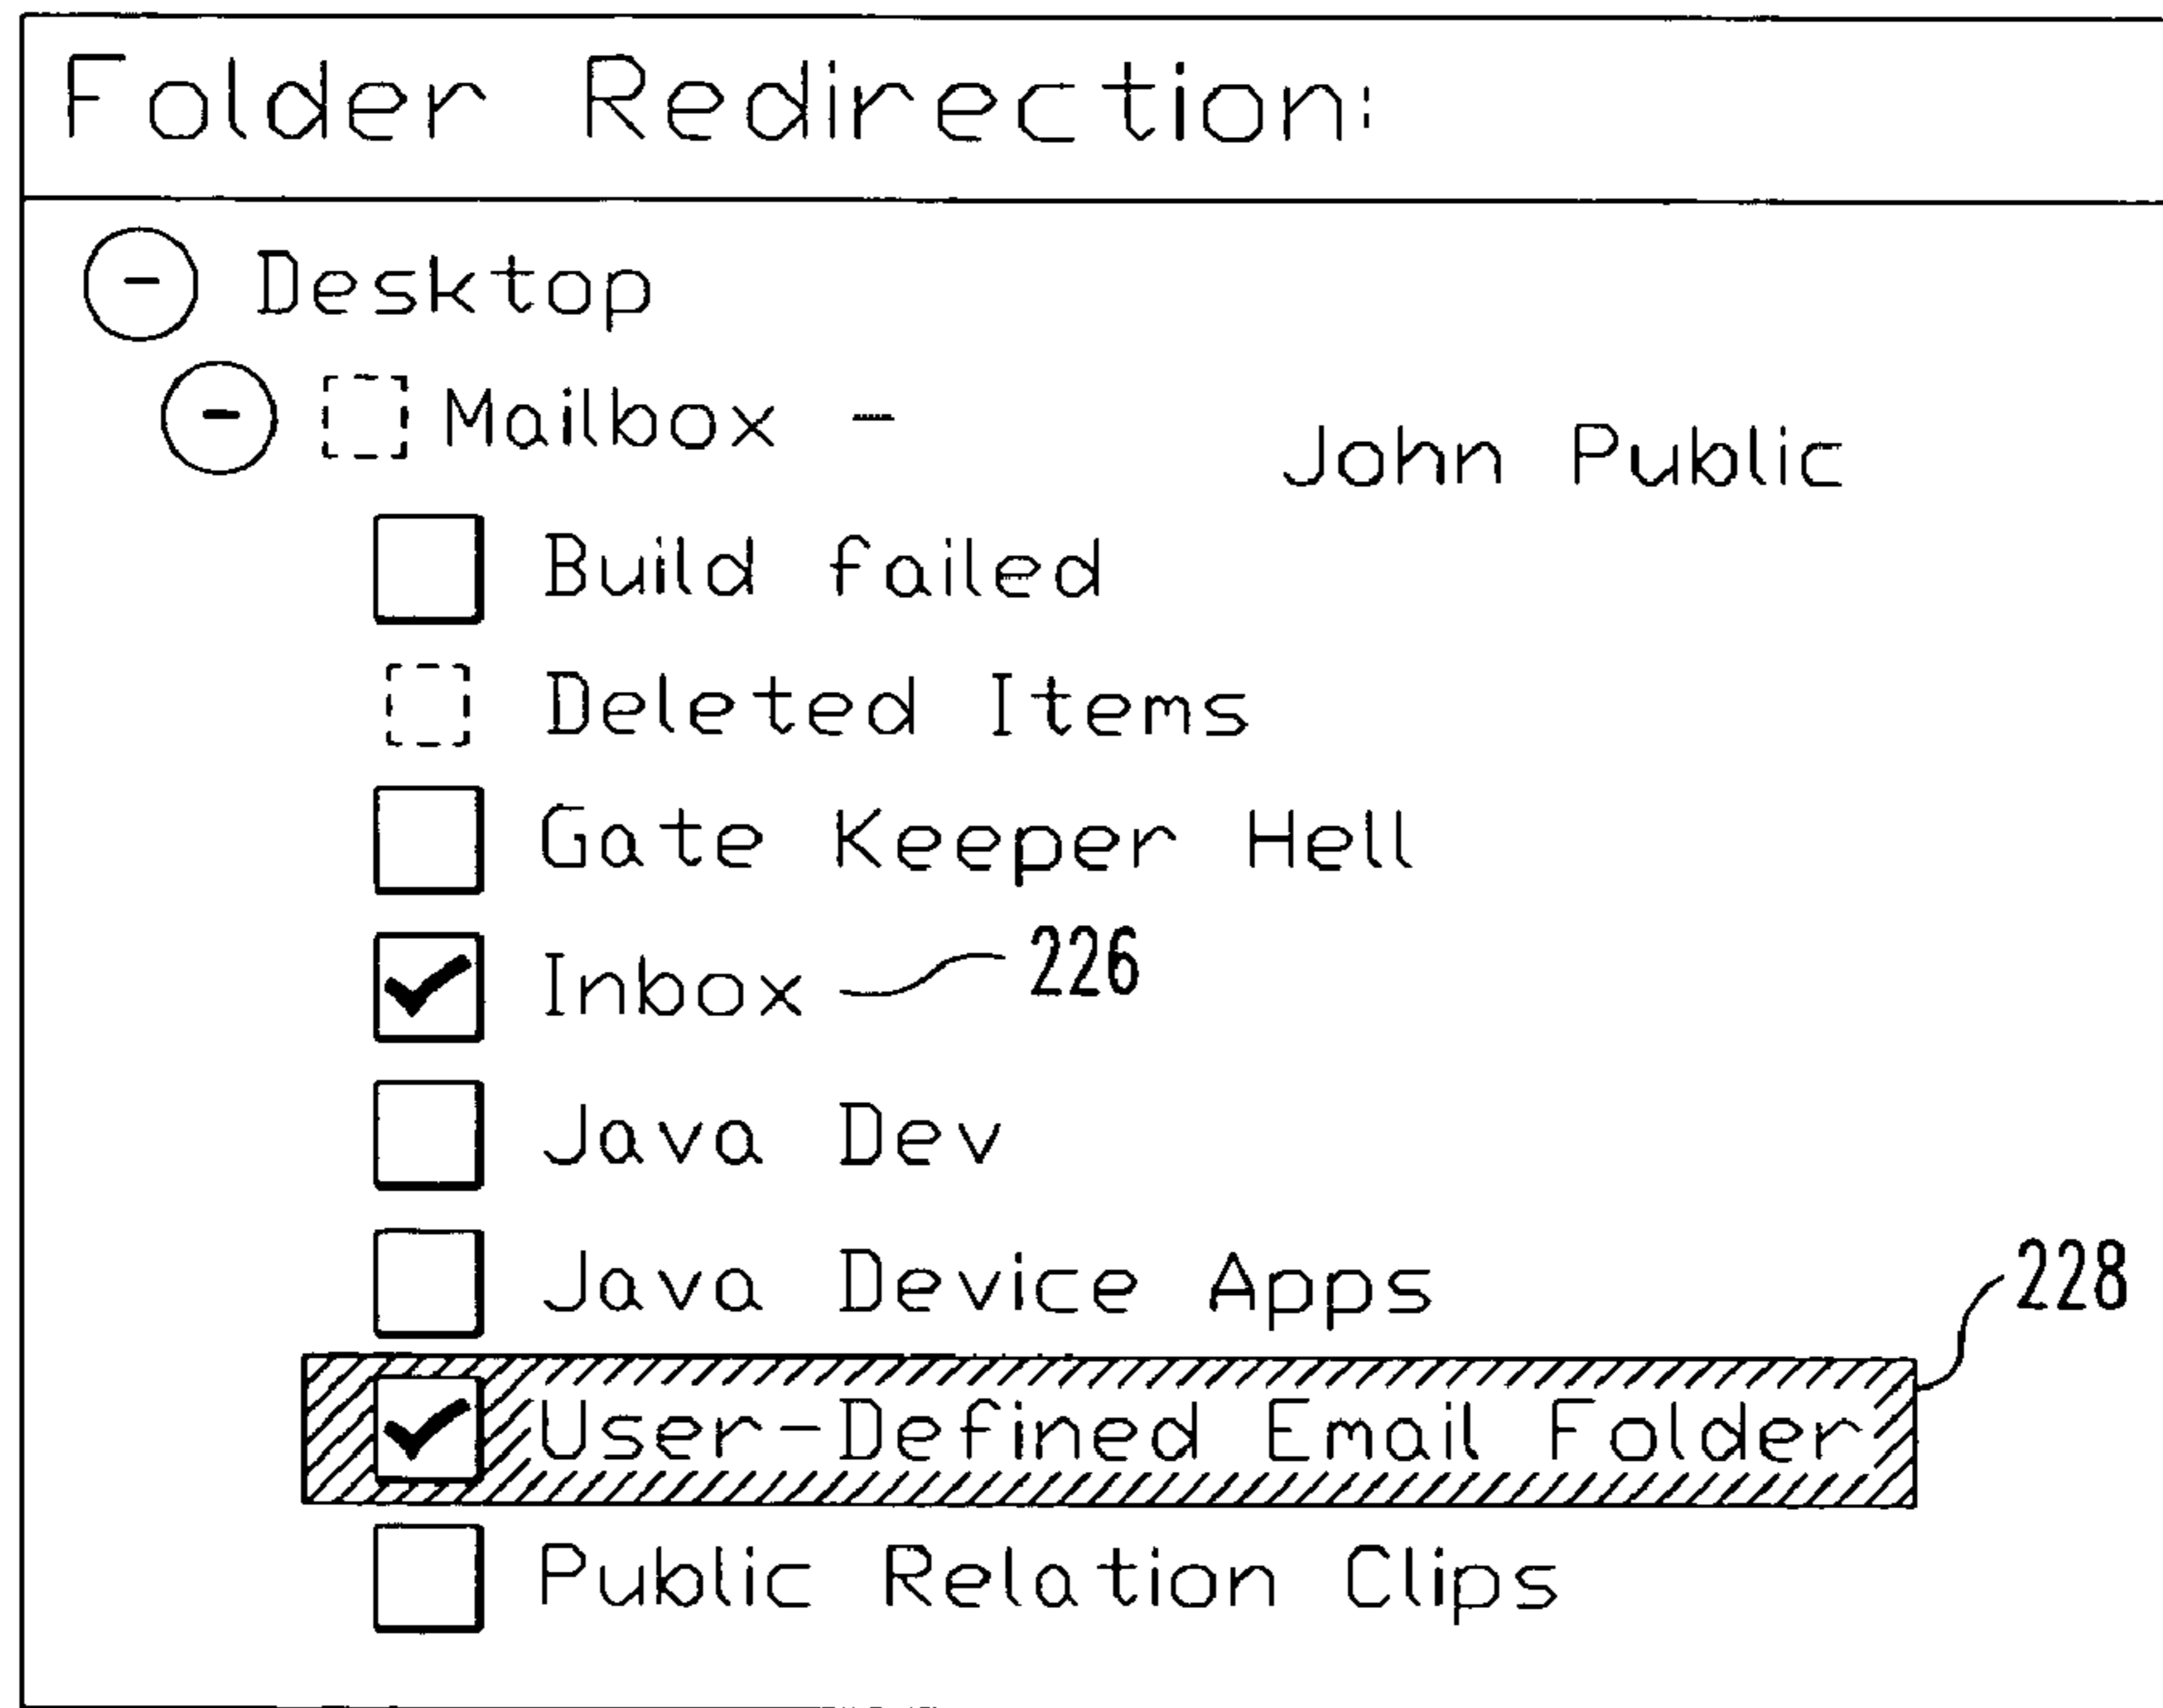 Folder Redirection:
Desktop
Mailbox - John Public
Build failed
Deleted Items
Gate Keeper Hell
Inbox 226
Java Dev
Java Device Apps
228
User-Defined Email Folder
Public Relation Clips